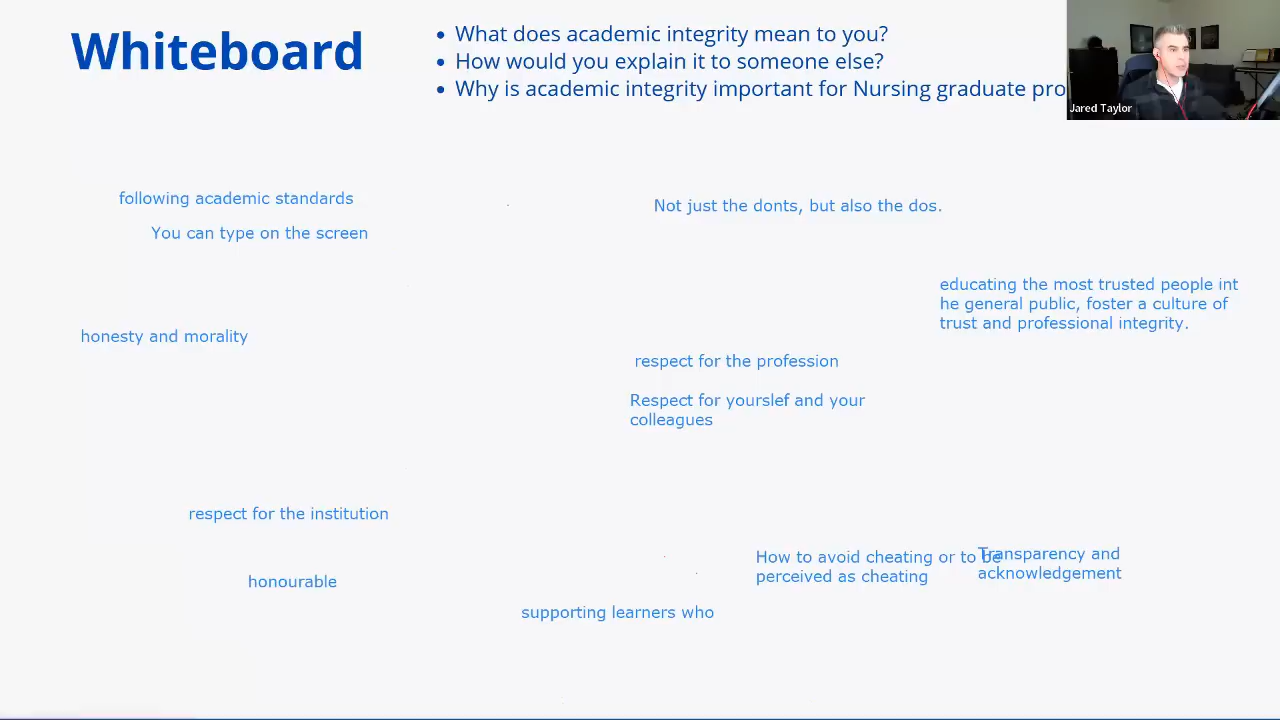 Whiteboard
• What does academic integrity mean to you?
• How would you explain it to someone else?
• Why is academic integrity important for Nursing graduate pro
Jared Taylor
following academic standards
Not just the donts, but also the dos.
You can type on the screen
educating the most trusted people int
he general public, foster a culture of
trust and professional integrity.
honesty and morality
respect for the profession
Respect for yourslef and your
colleagues
respect for the institution
How to avoid cheating or to be
perceived as cheating
Transparency and
acknowledgement
honourable
supporting learners who